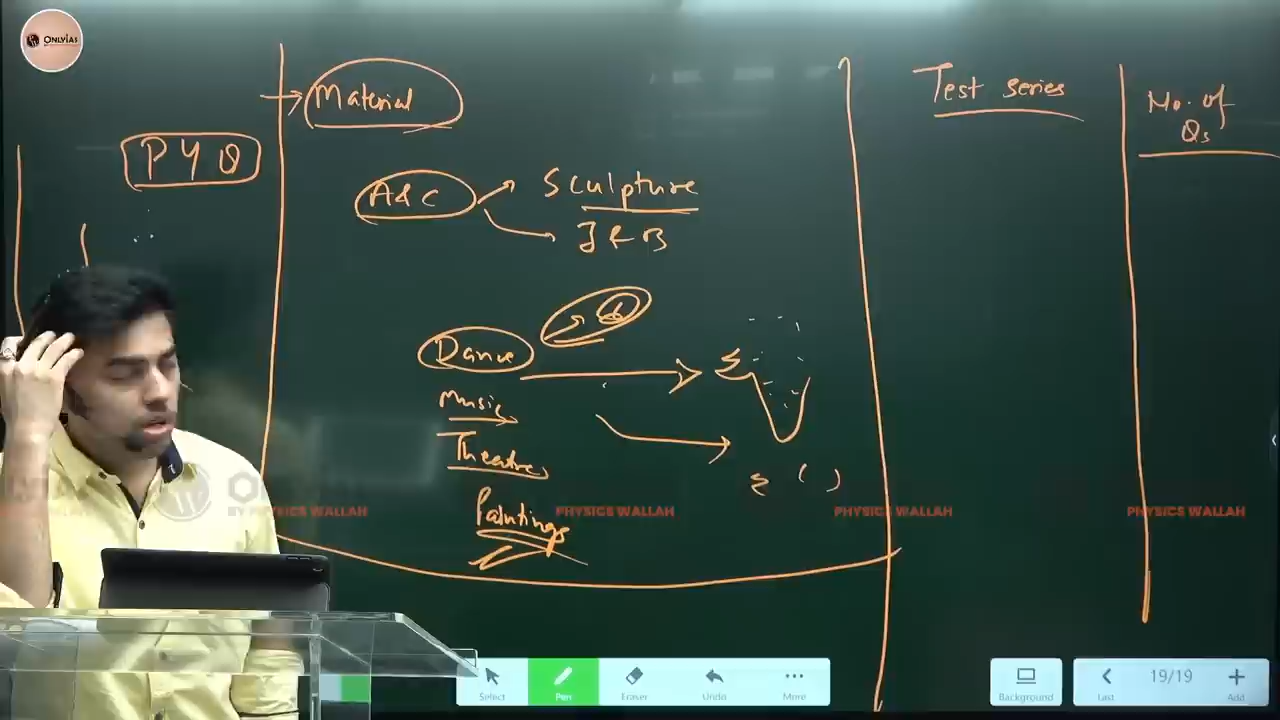 ONLYIAS
Material
Test series
No. of
Qs
PYQ
A&C
Sculpture
J&B
Dance
Music
Theatre
Paintings
BY PHYSICS WALLAH
PHYSICS WALLAH
PHYSICS WALLAH
PHYSICS WALLAH
Select
Pen
Eraser
Undo
More
Background
Last
19/19
Add